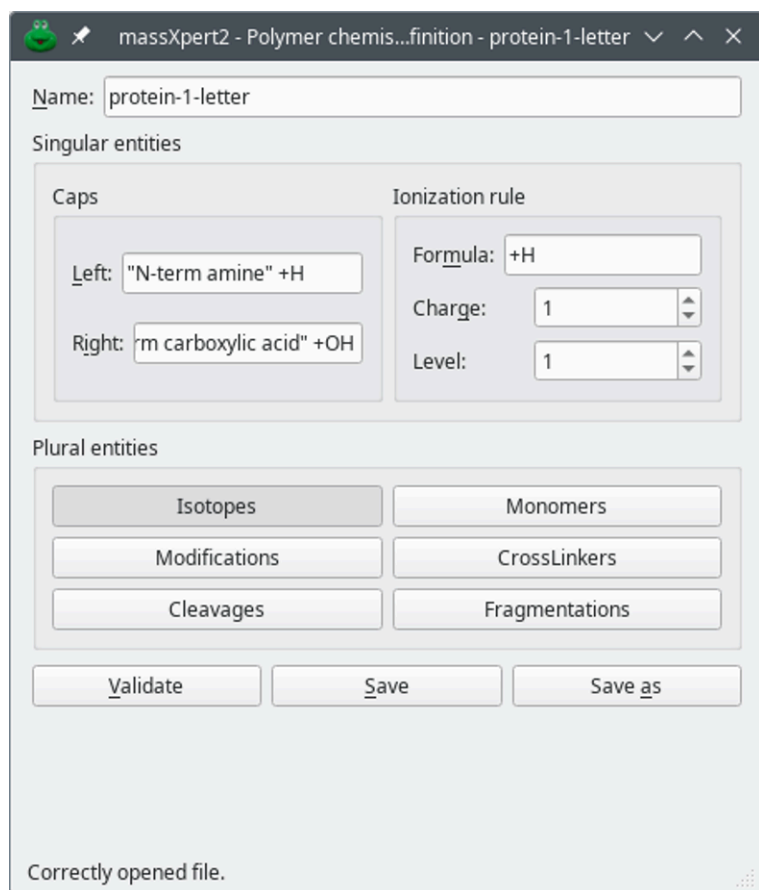 massXpert2 - Polymer chemis...finition - protein-1-letter
Name: protein-1-letter
Singular entities
Caps
Left: "N-term amine" +H
Right: rm carboxylic acid" +OH
Ionization rule
Formula: +H
Charge: 1
Level: 1
Plural entities
Isotopes Monomers
Modifications CrossLinkers
Cleavages Fragmentations
Validate Save Save as
Correctly opened file.